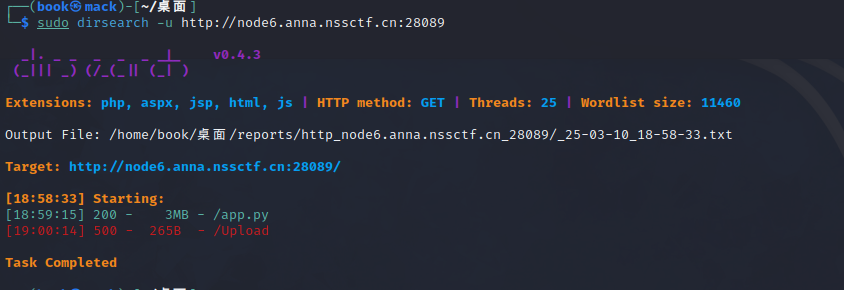 ┌──(book㉿mack)-[~/桌面]
└─$ sudo dirsearch -u http://node6.anna.nssctf.cn:28089
v0.4.3
Extensions: php, aspx, jsp, html, js | HTTP method: GET | Threads: 25 | Wordlist size: 11460
Output File: /home/book/桌面/reports/http_node6.anna.nssctf.cn_28089/_25-03-10_18-58-33.txt
Target: http://node6.anna.nssctf.cn:28089/
[18:58:33] Starting:
[18:59:15] 200 -    3MB - /app.py
[19:00:14] 500 -  265B  - /Upload
Task Completed